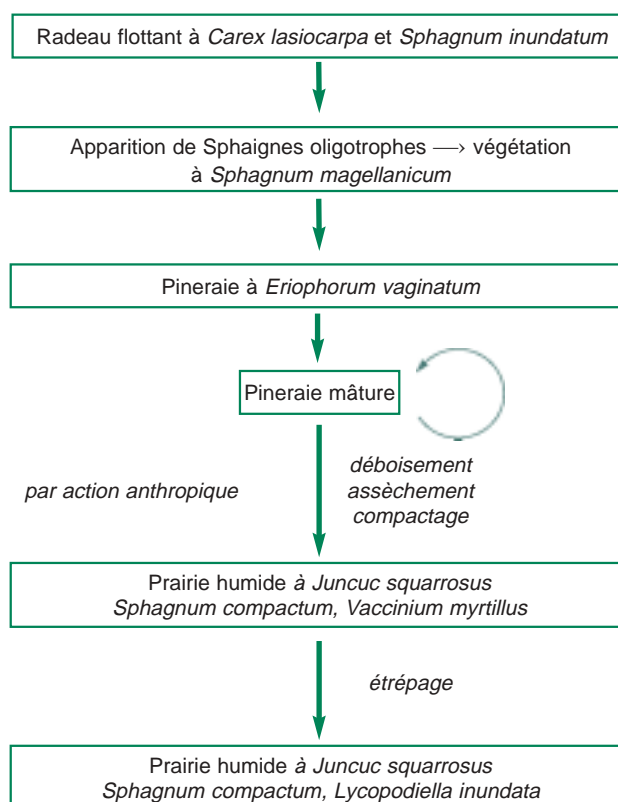 Radeau flottant à Carex lasiocarpa et Sphagnum inundatum
Apparition de Sphaignes oligotrophes → végétation
à Sphagnum magellanicum
Pineraie à Eriophorum vaginatum
Pineraie mâture
par action anthropique
déboisement
assèchement
compactage
Prairie humide à Juncuc squarrosus
Sphagnum compactum, Vaccinium myrtillus
étrépage
Prairie humide à Juncuc squarrosus
Sphagnum compactum, Lycopodiella inundata